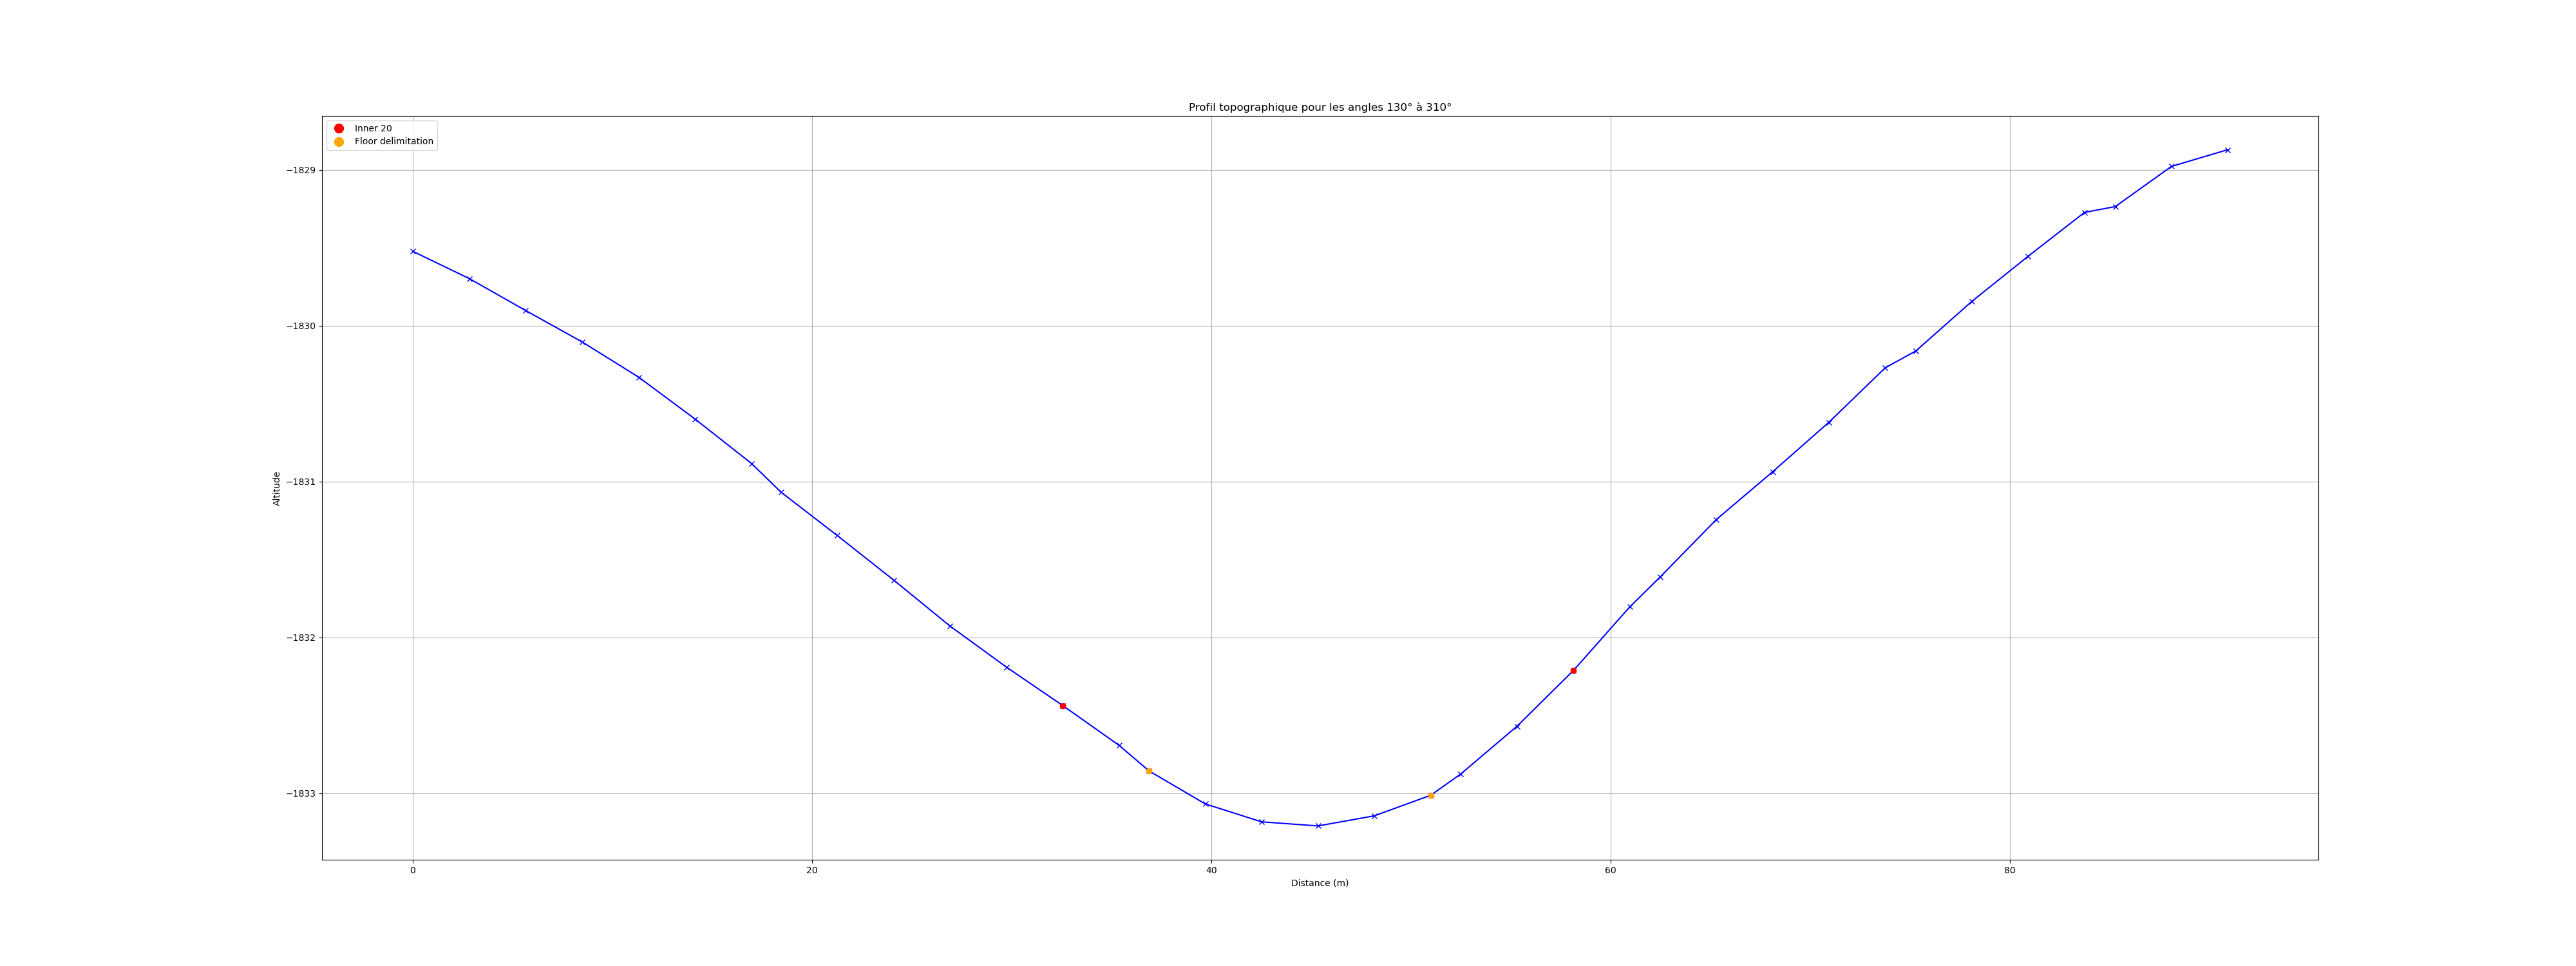 Profil topographique pour les angles 130° à 310°
Inner 20
Floor delimitation
−1829
−1830
−1831
−1832
−1833
Altitude
0 20 40 60 80
Distance (m)